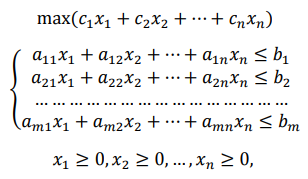 max(c₁x₁ + c₂x₂ + ⋯ + cₙxₙ)
a₁₁x₁ + a₁₂x₂ + ⋯ + a₁ₙxₙ ≤ b₁
a₂₁x₁ + a₂₂x₂ + ⋯ + a₂ₙxₙ ≤ b₂
… … … … … … … … … … … … … …
aₘ₁x₁ + aₘ₂x₂ + ⋯ + aₘₙxₙ ≤ bₘ
x₁ ≥ 0, x₂ ≥ 0, … , xₙ ≥ 0,